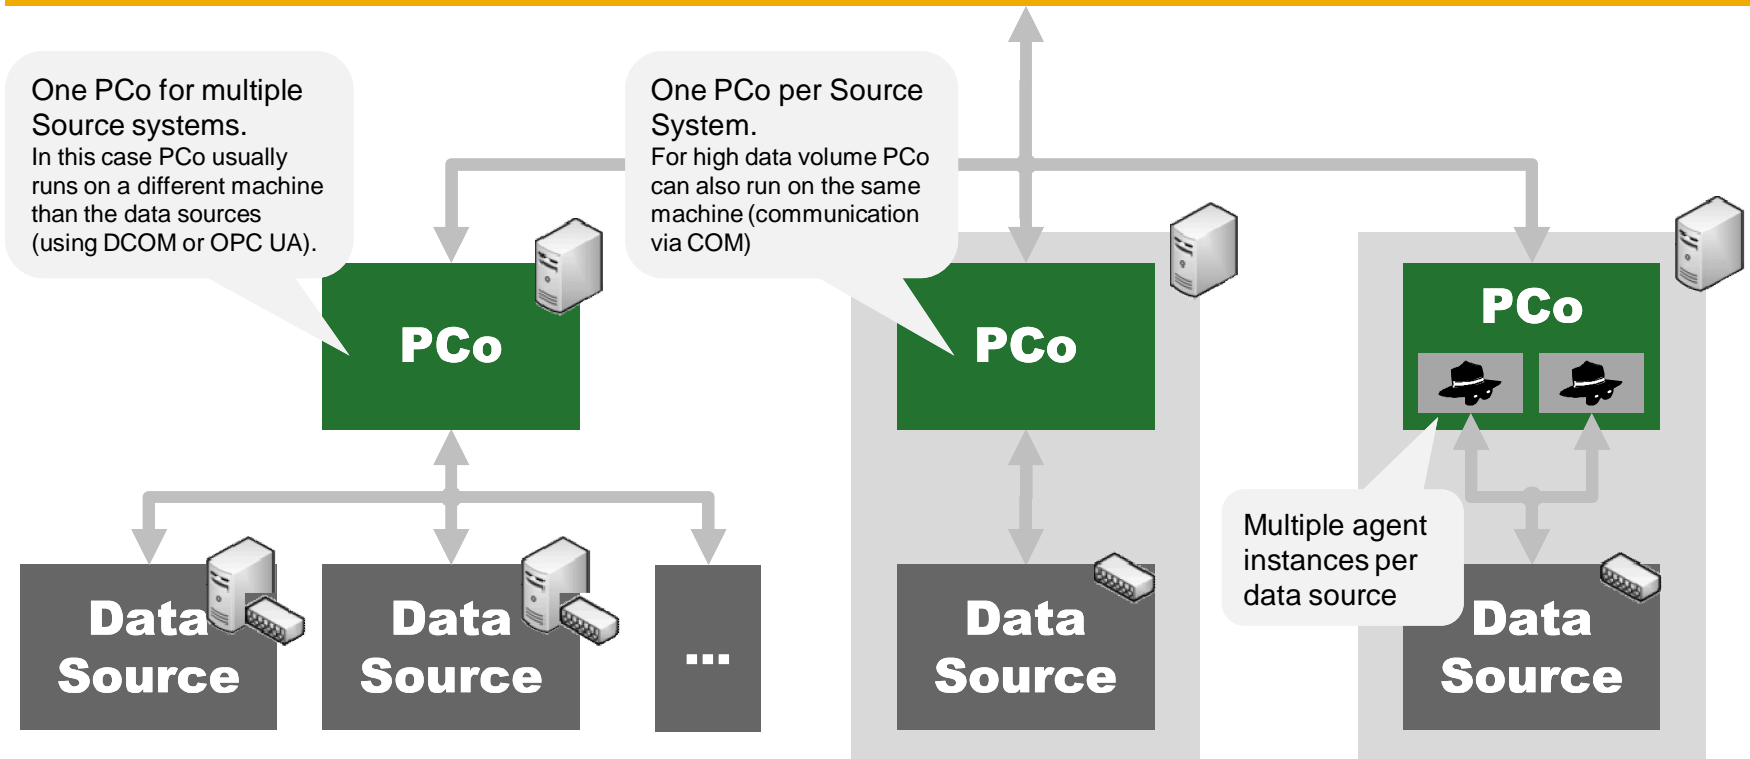 One PCo for multiple
Source systems.
In this case PCo usually
runs on a different machine
than the data sources
(using DCOM or OPC UA).
One PCo per Source
System.
For high data volume PCo
can also run on the same
machine (communication
via COM)
PCo
PCo
PCo
Multiple agent
instances per
data source
Data
Source
Data
Source
...
Data
Source
Data
Source